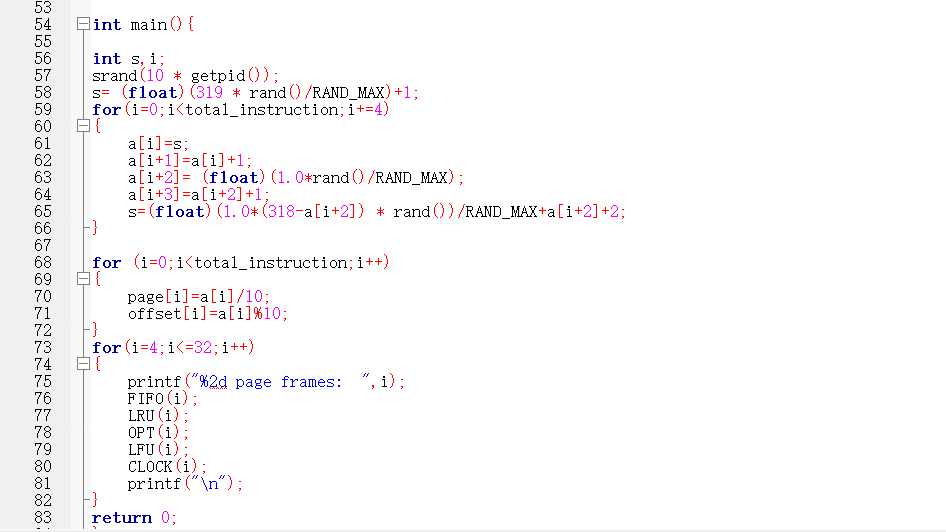 53
54 int main(){
55
56 int s,i;
57 srand(10 * getpid());
58 s= (float)(319 * rand()/RAND_MAX)+1;
59 for(i=0;i<total_instruction;i+=4)
60 {
61 a[i]=s;
62 a[i+1]=a[i]+1;
63 a[i+2]= (float)(1.0*rand()/RAND_MAX);
64 a[i+3]=a[i+2]+1;
65 s=(float)(1.0*(318-a[i+2]) * rand())/RAND_MAX+a[i+2]+2;
66 }
67
68 for (i=0;i<total_instruction;i++)
69 {
70 page[i]=a[i]/10;
71 offset[i]=a[i]%10;
72 }
73 for(i=4;i<=32;i++)
74 {
75 printf("%2d page frames:  ",i);
76 FIFO(i);
77 LRU(i);
78 OPT(i);
79 LFU(i);
80 CLOCK(i);
81 printf("\n");
82 }
83 return 0;